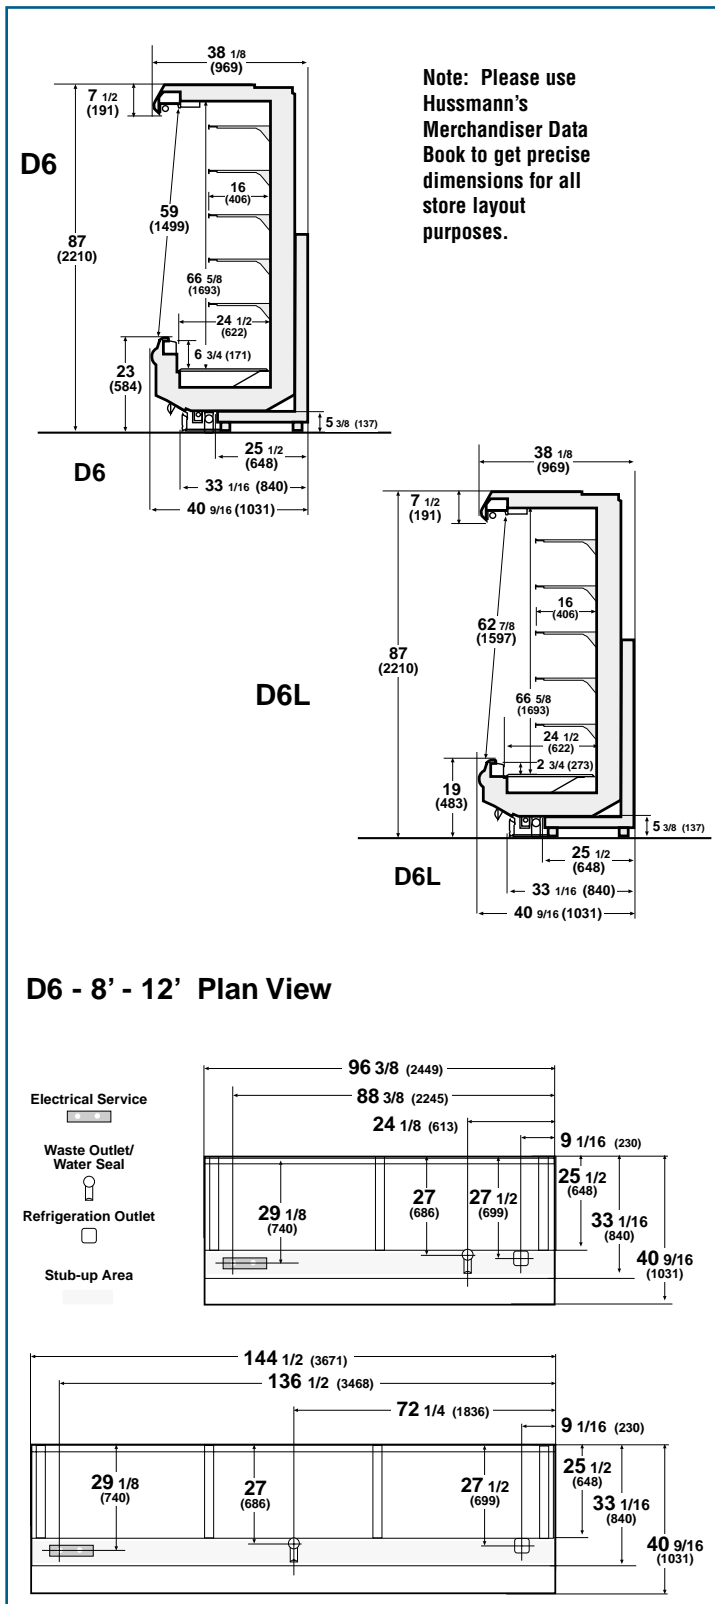 38 1/8
(969)
7 1/2
(191)
D6
16
(406)
59
(1499)
87
(2210)
66 5/8
(1693)
24 1/2
(622)
6 3/4 (171)
23
(584)
5 3/8 (137)
25 1/2
(648)
D6
33 1/16 (840)
40 9/16 (1031)
Note: Please use
Hussmann's
Merchandiser Data
Book to get precise
dimensions for all
store layout
purposes.
38 1/8
(969)
7 1/2
(191)
16
(406)
62 7/8
(1597)
87
(2210)
D6L
66 5/8
(1693)
24 1/2
(622)
2 3/4 (273)
19
(483)
5 3/8 (137)
25 1/2
(648)
D6L
33 1/16 (840)
40 9/16 (1031)
D6 - 8' - 12' Plan View
Electrical Service
Waste Outlet/
Water Seal
Refrigeration Outlet
Stub-up Area
96 3/8 (2449)
88 3/8 (2245)
24 1/8 (613)
9 1/16 (230)
29 1/8
(740)
27
(686)
27 1/2
(699)
25 1/2
(648)
33 1/16
(840)
40 9/16
(1031)
144 1/2 (3671)
136 1/2 (3468)
72 1/4 (1836)
9 1/16 (230)
29 1/8
(740)
27
(686)
27 1/2
(699)
25 1/2
(648)
33 1/16
(840)
40 9/16
(1031)